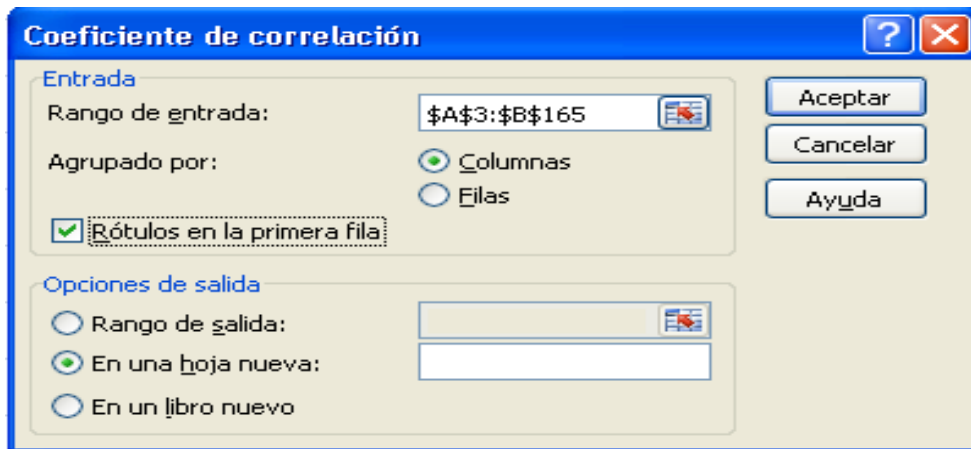 Coeficiente de correlación
Entrada
Rango de entrada: $A$3:$B$165
Agrupado por: Columnas
Filas
Rótulos en la primera fila
Opciones de salida
Rango de salida:
En una hoja nueva:
En un libro nuevo
?
Aceptar
Cancelar
Ayuda